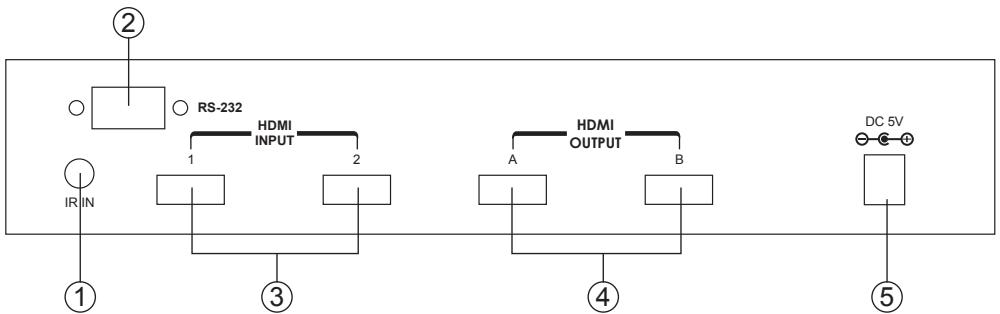 ②
RS-232
HDMI
INPUT
1
2
HDMI
OUTPUT
A
B
DC 5V
IR IN
①
③
④
⑤